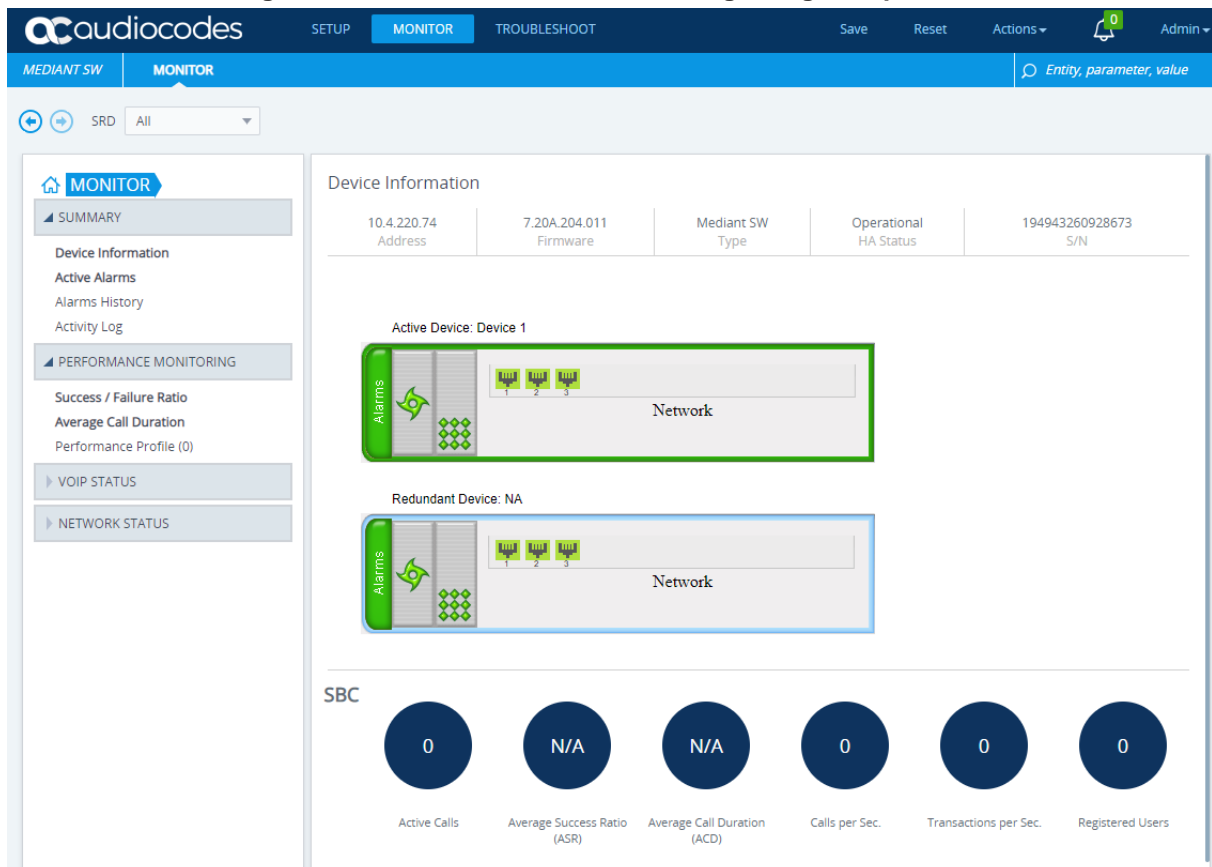 audiocodes SETUP MONITOR TROUBLESHOOT Save Reset Actions 0 Admin
MEDIANT SW MONITOR Entity, parameter, value
SRD All
MONITOR
SUMMARY
Device Information
Active Alarms
Alarms History
Activity Log
PERFORMANCE MONITORING
Success / Failure Ratio
Average Call Duration
Performance Profile (0)
VOIP STATUS
NETWORK STATUS
Device Information
10.4.220.74 7.20A.204.011 Mediant SW Operational 194943260928673
Address Firmware Type HA Status S/N
Active Device: Device 1
Alarms
1 2 3
Network
Redundant Device: NA
Alarms
1 2 3
Network
SBC
0 N/A N/A 0 0 0
Active Calls Average Success Ratio Average Call Duration Calls per Sec. Transactions per Sec. Registered Users
(ASR) (ACD)